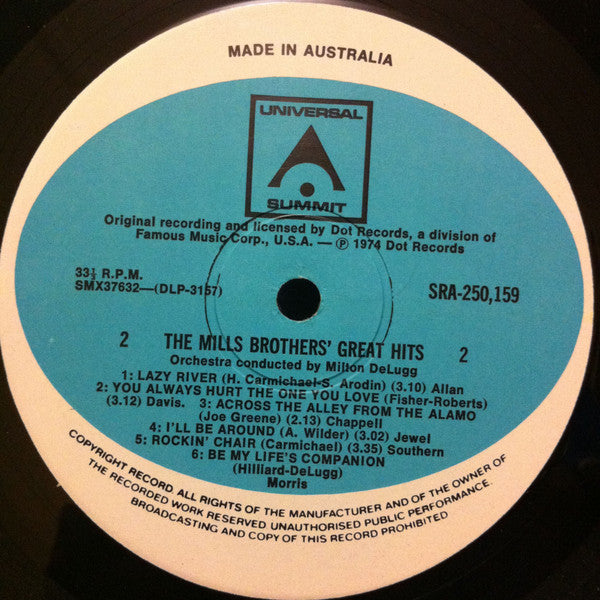 MADE IN AUSTRALIA
UNIVERSAL
SUMMIT
Original recording and licensed by Dot Records, a division of
Famous Music Corp., U.S.A. — Ⓟ 1974 Dot Records
33⅓ R.P.M.
SMX37632—(DLP-3157)
SRA-250,159
2 THE MILLS BROTHERS' GREAT HITS 2
Orchestra conducted by Milton DeLugg
1: LAZY RIVER (H. Carmichael-S. Arodin) (3.10) Allan
2: YOU ALWAYS HURT THE ONE YOU LOVE (Fisher-Roberts)
(3.12) Davis. 3: ACROSS THE ALLEY FROM THE ALAMO
(Joe Greene) (2.13) Chappell
4: I'LL BE AROUND (A. Wilder) (3.02) Jewel
5: ROCKIN' CHAIR (Carmichael) (3.35) Southern
6: BE MY LIFE'S COMPANION
(Hilliard-DeLugg)
Morris
COPYRIGHT RECORD ALL RIGHTS OF THE MANUFACTURER AND OF THE OWNER OF
THE RECORDED WORK RESERVED UNAUTHORISED PUBLIC PERFORMANCE.
BROADCASTING AND COPY OF THIS RECORD PROHIBITED